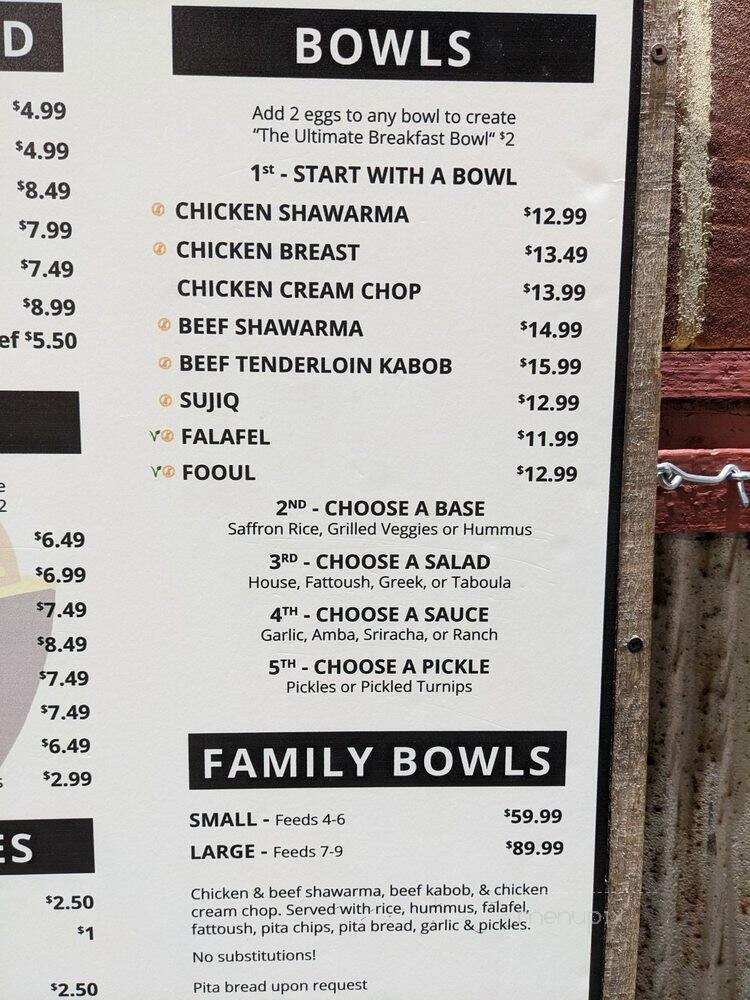 D
$4.99
$4.99
$8.49
$7.99
$7.49
$8.99
ef $5.50
e
2
$6.49
$6.99
$7.49
$8.49
$7.49
$7.49
$6.49
s $2.99
ES
$2.50
$1
$2.50
BOWLS
Add 2 eggs to any bowl to create
"The Ultimate Breakfast Bowl" $2
1st - START WITH A BOWL
CHICKEN SHAWARMA $12.99
CHICKEN BREAST $13.49
CHICKEN CREAM CHOP $13.99
BEEF SHAWARMA $14.99
BEEF TENDERLOIN KABOB $15.99
SUJIQ $12.99
V FALAFEL $11.99
V FOOUL $12.99
2ND - CHOOSE A BASE
Saffron Rice, Grilled Veggies or Hummus
3RD - CHOOSE A SALAD
House, Fattoush, Greek, or Taboula
4TH - CHOOSE A SAUCE
Garlic, Amba, Sriracha, or Ranch
5TH - CHOOSE A PICKLE
Pickles or Pickled Turnips
FAMILY BOWLS
SMALL - Feeds 4-6 $59.99
LARGE - Feeds 7-9 $89.99
Chicken & beef shawarma, beef kabob, & chicken
cream chop. Served with rice, hummus, falafel,
fattoush, pita chips, pita bread, garlic & pickles.
No substitutions!
Pita bread upon request
menupix